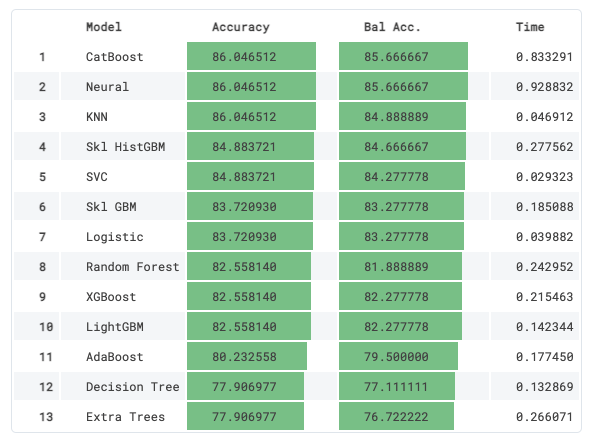 Model Accuracy Bal Acc. Time
1 CatBoost 86.046512 85.666667 0.833291
2 Neural 86.046512 85.666667 0.928832
3 KNN 86.046512 84.888889 0.046912
4 Skl HistGBM 84.883721 84.666667 0.277562
5 SVC 84.883721 84.277778 0.029323
6 Skl GBM 83.720930 83.277778 0.185088
7 Logistic 83.720930 83.277778 0.039882
8 Random Forest 82.558140 81.888889 0.242952
9 XGBoost 82.558140 82.277778 0.215463
10 LightGBM 82.558140 82.277778 0.142344
11 AdaBoost 80.232558 79.500000 0.177450
12 Decision Tree 77.906977 77.111111 0.132869
13 Extra Trees 77.906977 76.722222 0.266071